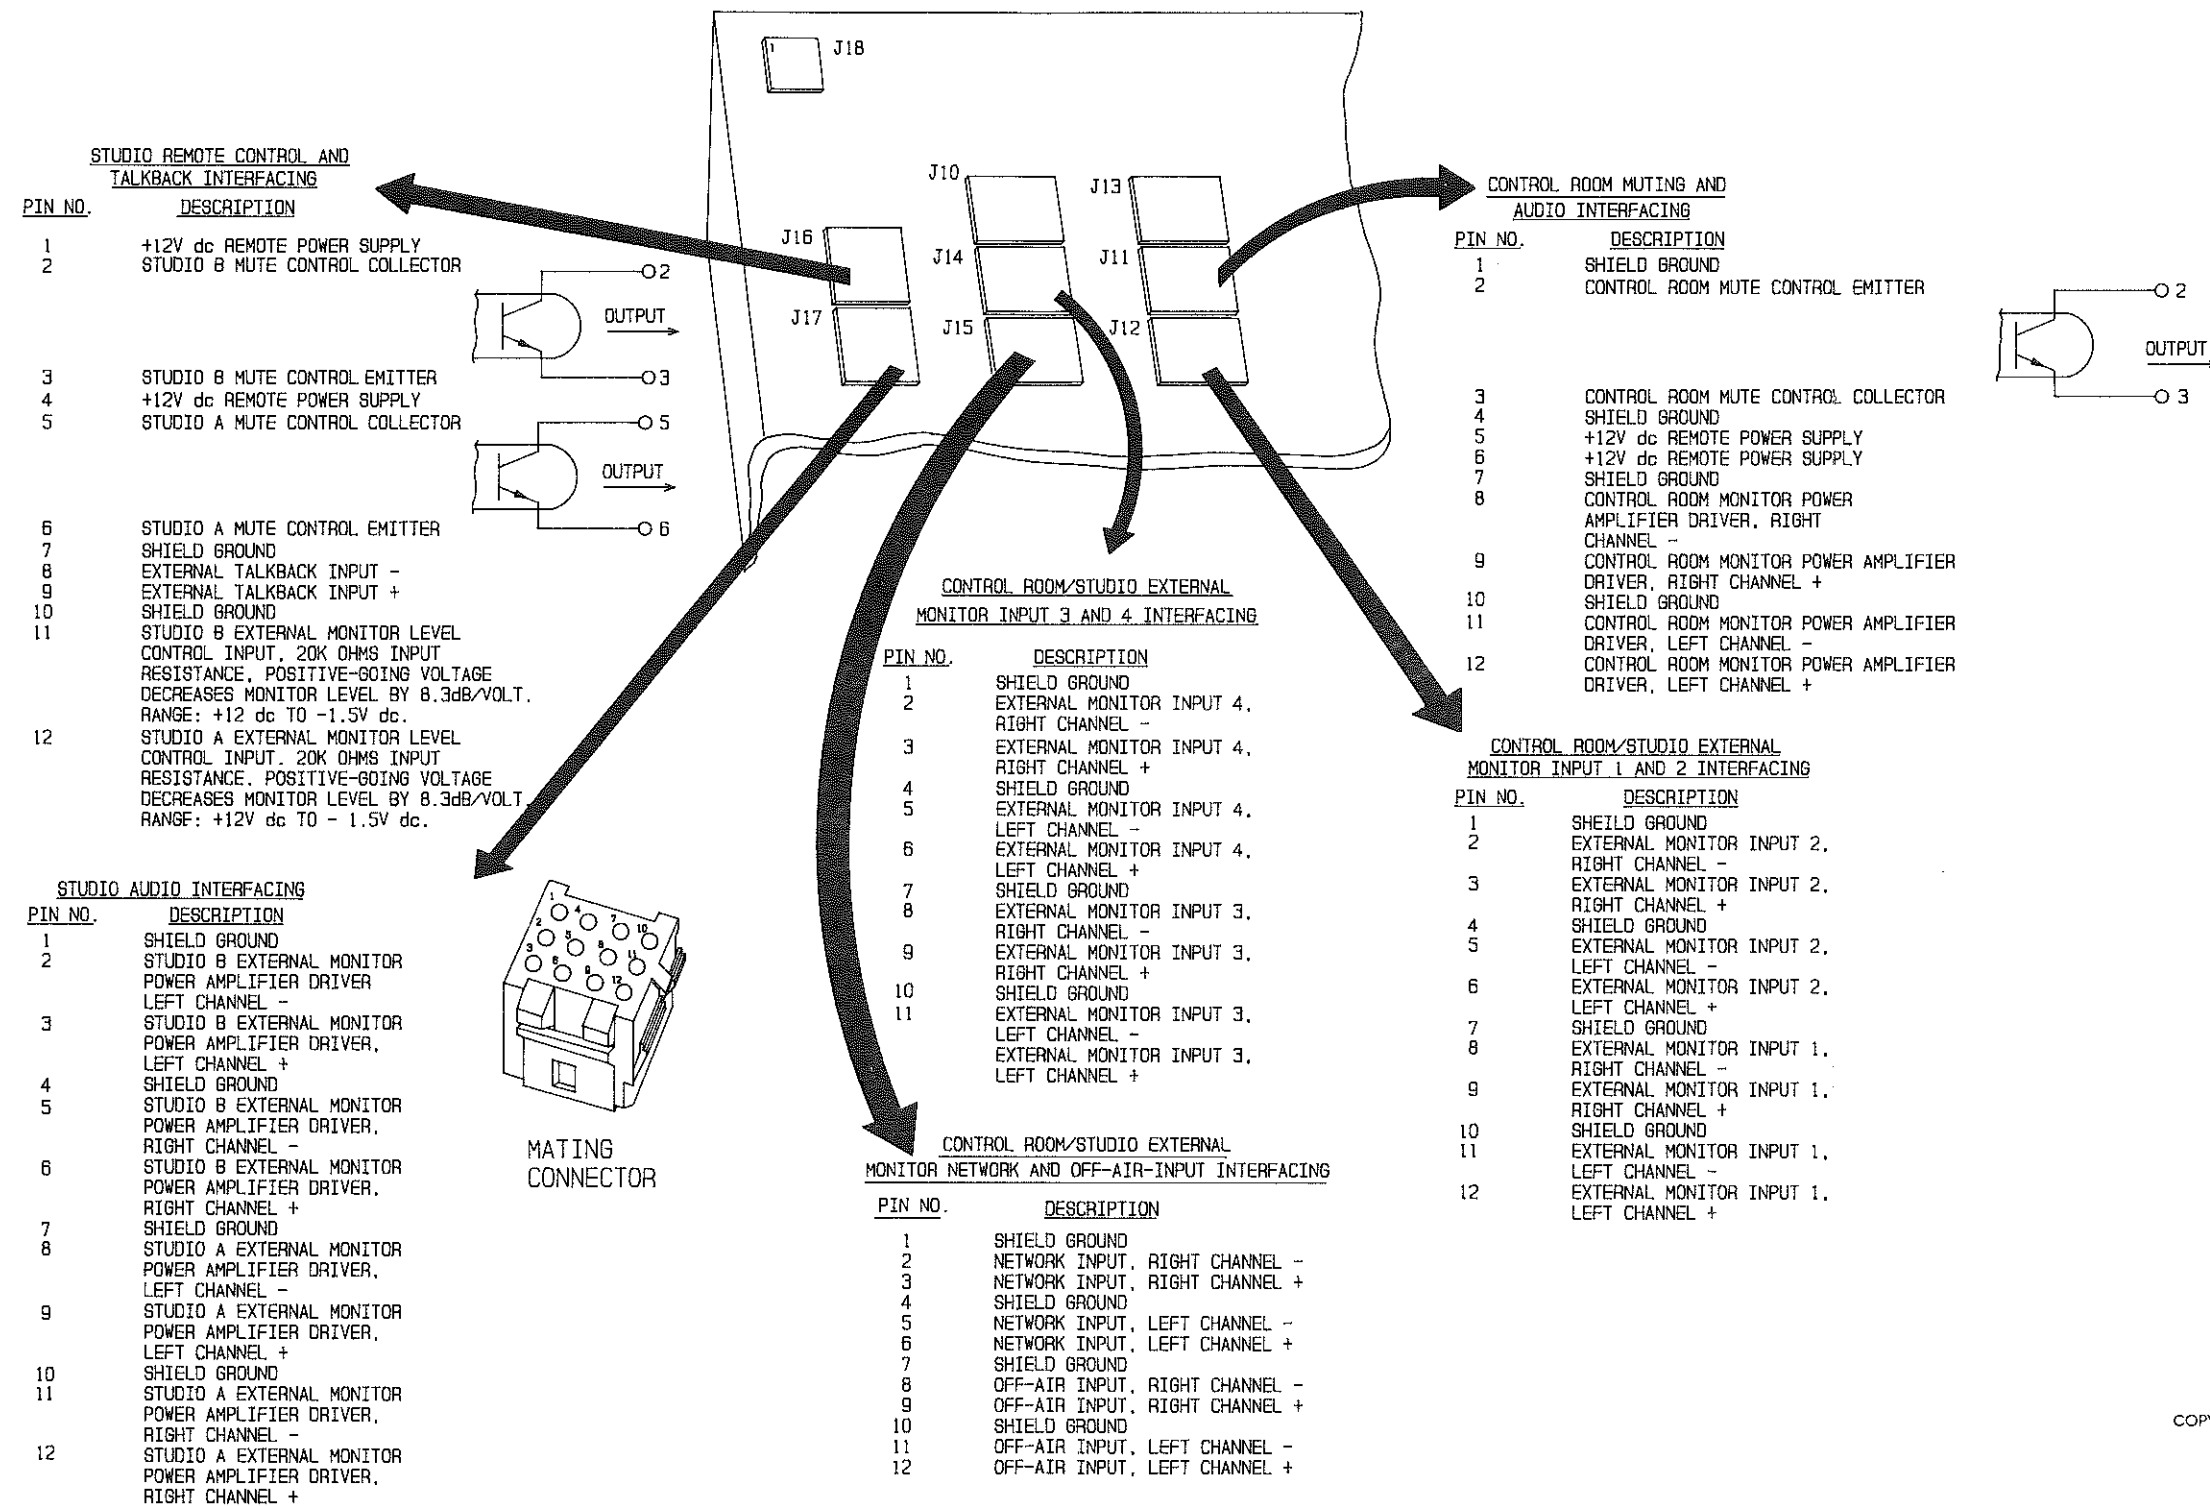 J18
J10
J13
J16
J14
J11
J17
J15
J12
STUDIO REMOTE CONTROL AND
TALKBACK INTERFACING
PIN NO. DESCRIPTION
1 +12V dc REMOTE POWER SUPPLY
2 STUDIO B MUTE CONTROL COLLECTOR
2
OUTPUT
3
3 STUDIO B MUTE CONTROL EMITTER
4 +12V dc REMOTE POWER SUPPLY
5 STUDIO A MUTE CONTROL COLLECTOR
5
OUTPUT
6
6 STUDIO A MUTE CONTROL EMITTER
7 SHIELD GROUND
8 EXTERNAL TALKBACK INPUT -
9 EXTERNAL TALKBACK INPUT +
10 SHIELD GROUND
11 STUDIO B EXTERNAL MONITOR LEVEL
CONTROL INPUT, 20K OHMS INPUT
RESISTANCE, POSITIVE-GOING VOLTAGE
DECREASES MONITOR LEVEL BY 8.3dB/VOLT.
RANGE: +12 dc TO -1.5V dc.
12 STUDIO A EXTERNAL MONITOR LEVEL
CONTROL INPUT. 20K OHMS INPUT
RESISTANCE. POSITIVE-GOING VOLTAGE
DECREASES MONITOR LEVEL BY 8.3dB/VOLT.
RANGE: +12V dc TO - 1.5V dc.
STUDIO AUDIO INTERFACING
PIN NO. DESCRIPTION
1 SHIELD GROUND
2 STUDIO B EXTERNAL MONITOR
POWER AMPLIFIER DRIVER
LEFT CHANNEL -
3 STUDIO B EXTERNAL MONITOR
POWER AMPLIFIER DRIVER,
LEFT CHANNEL +
4 SHIELD GROUND
5 STUDIO B EXTERNAL MONITOR
POWER AMPLIFIER DRIVER,
RIGHT CHANNEL -
6 STUDIO B EXTERNAL MONITOR
POWER AMPLIFIER DRIVER,
RIGHT CHANNEL +
7 SHIELD GROUND
8 STUDIO A EXTERNAL MONITOR
POWER AMPLIFIER DRIVER,
LEFT CHANNEL -
9 STUDIO A EXTERNAL MONITOR
POWER AMPLIFIER DRIVER,
LEFT CHANNEL +
10 SHIELD GROUND
11 STUDIO A EXTERNAL MONITOR
POWER AMPLIFIER DRIVER,
RIGHT CHANNEL -
12 STUDIO A EXTERNAL MONITOR
POWER AMPLIFIER DRIVER,
RIGHT CHANNEL +
1 4 7 10
2 5 8 11
3 6 9 12
MATING
CONNECTOR
CONTROL ROOM/STUDIO EXTERNAL
MONITOR INPUT 3 AND 4 INTERFACING
PIN NO. DESCRIPTION
1 SHIELD GROUND
2 EXTERNAL MONITOR INPUT 4,
RIGHT CHANNEL -
3 EXTERNAL MONITOR INPUT 4,
RIGHT CHANNEL +
4 SHIELD GROUND
5 EXTERNAL MONITOR INPUT 4,
LEFT CHANNEL -
6 EXTERNAL MONITOR INPUT 4,
LEFT CHANNEL +
7 SHIELD GROUND
8 EXTERNAL MONITOR INPUT 3,
RIGHT CHANNEL -
9 EXTERNAL MONITOR INPUT 3,
RIGHT CHANNEL +
10 SHIELD GROUND
11 EXTERNAL MONITOR INPUT 3,
LEFT CHANNEL -
EXTERNAL MONITOR INPUT 3,
LEFT CHANNEL +
CONTROL ROOM/STUDIO EXTERNAL
MONITOR NETWORK AND OFF-AIR-INPUT INTERFACING
PIN NO. DESCRIPTION
1 SHIELD GROUND
2 NETWORK INPUT, RIGHT CHANNEL -
3 NETWORK INPUT, RIGHT CHANNEL +
4 SHIELD GROUND
5 NETWORK INPUT, LEFT CHANNEL -
6 NETWORK INPUT, LEFT CHANNEL +
7 SHIELD GROUND
8 OFF-AIR INPUT, RIGHT CHANNEL -
9 OFF-AIR INPUT, RIGHT CHANNEL +
10 SHIELD GROUND
11 OFF-AIR INPUT, LEFT CHANNEL -
12 OFF-AIR INPUT, LEFT CHANNEL +
CONTROL ROOM MUTING AND
AUDIO INTERFACING
PIN NO. DESCRIPTION
1 SHIELD GROUND
2 CONTROL ROOM MUTE CONTROL EMITTER
2
OUTPUT
3
3 CONTROL ROOM MUTE CONTROL COLLECTOR
4 SHIELD GROUND
5 +12V dc REMOTE POWER SUPPLY
6 +12V dc REMOTE POWER SUPPLY
7 SHIELD GROUND
8 CONTROL ROOM MONITOR POWER
AMPLIFIER DRIVER, RIGHT
CHANNEL -
9 CONTROL ROOM MONITOR POWER AMPLIFIER
DRIVER, RIGHT CHANNEL +
10 SHIELD GROUND
11 CONTROL ROOM MONITOR POWER AMPLIFIER
DRIVER, LEFT CHANNEL -
12 CONTROL ROOM MONITOR POWER AMPLIFIER
DRIVER, LEFT CHANNEL +
CONTROL ROOM/STUDIO EXTERNAL
MONITOR INPUT 1 AND 2 INTERFACING
PIN NO. DESCRIPTION
1 SHEILD GROUND
2 EXTERNAL MONITOR INPUT 2,
RIGHT CHANNEL -
3 EXTERNAL MONITOR INPUT 2,
RIGHT CHANNEL +
4 SHIELD GROUND
5 EXTERNAL MONITOR INPUT 2,
LEFT CHANNEL -
6 EXTERNAL MONITOR INPUT 2,
LEFT CHANNEL +
7 SHIELD GROUND
8 EXTERNAL MONITOR INPUT 1,
RIGHT CHANNEL -
9 EXTERNAL MONITOR INPUT 1,
RIGHT CHANNEL +
10 SHIELD GROUND
11 EXTERNAL MONITOR INPUT 1,
LEFT CHANNEL -
12 EXTERNAL MONITOR INPUT 1,
LEFT CHANNEL +